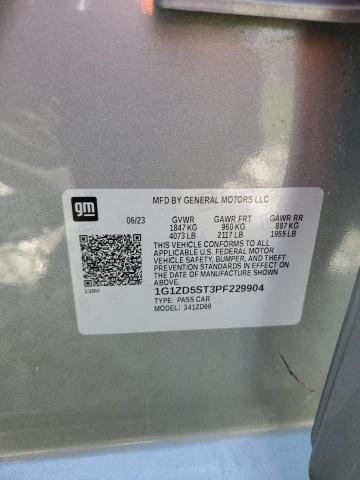 gm
MFD BY GENERAL MOTORS LLC
06/23 GVWR GAWR FRT GAWR RR
1847 KG 960 KG 887 KG
4073 LB 2117 LB 1955 LB
THIS VEHICLE CONFORMS TO ALL
APPLICABLE U.S. FEDERAL MOTOR
VEHICLE SAFETY, BUMPER, AND THEFT
PREVENTION STANDARDS IN EFFECT ON
THE DATE OF MANUFACTURE SHOWN
ABOVE.
1G1ZD5ST3PF229904
TYPE: PASS CAR
MODEL: 341ZD69